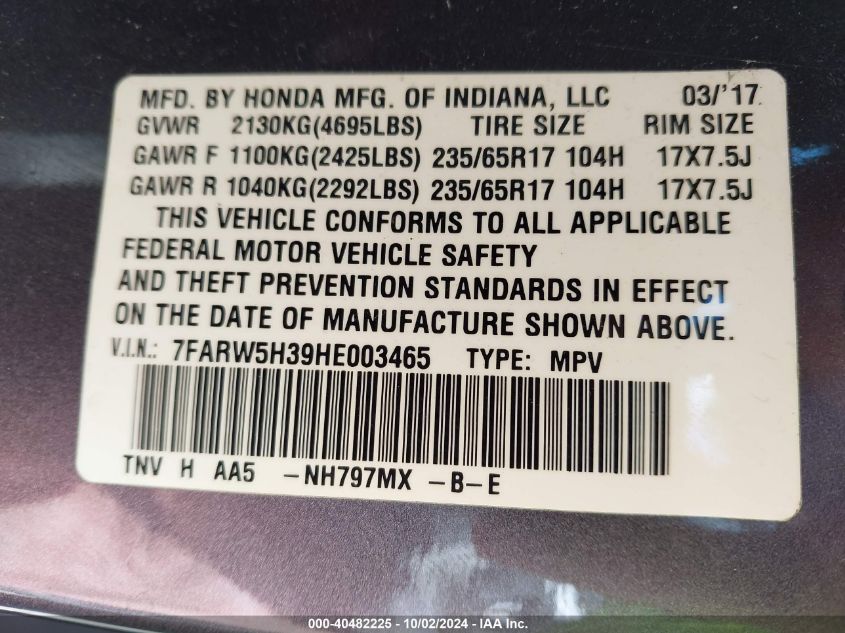 MFD. BY HONDA MFG. OF INDIANA, LLC 03/'17
GVWR 2130KG(4695LBS) TIRE SIZE RIM SIZE
GAWR F 1100KG(2425LBS) 235/65R17 104H 17X7.5J
GAWR R 1040KG(2292LBS) 235/65R17 104H 17X7.5J
THIS VEHICLE CONFORMS TO ALL APPLICABLE
FEDERAL MOTOR VEHICLE SAFETY
AND THEFT PREVENTION STANDARDS IN EFFECT
ON THE DATE OF MANUFACTURE SHOWN ABOVE.
V.I.N.: 7FARW5H39HE003465 TYPE: MPV
TNV H AA5 -NH797MX -B-E
000-40482225 - 10/02/2024 - IAA Inc.